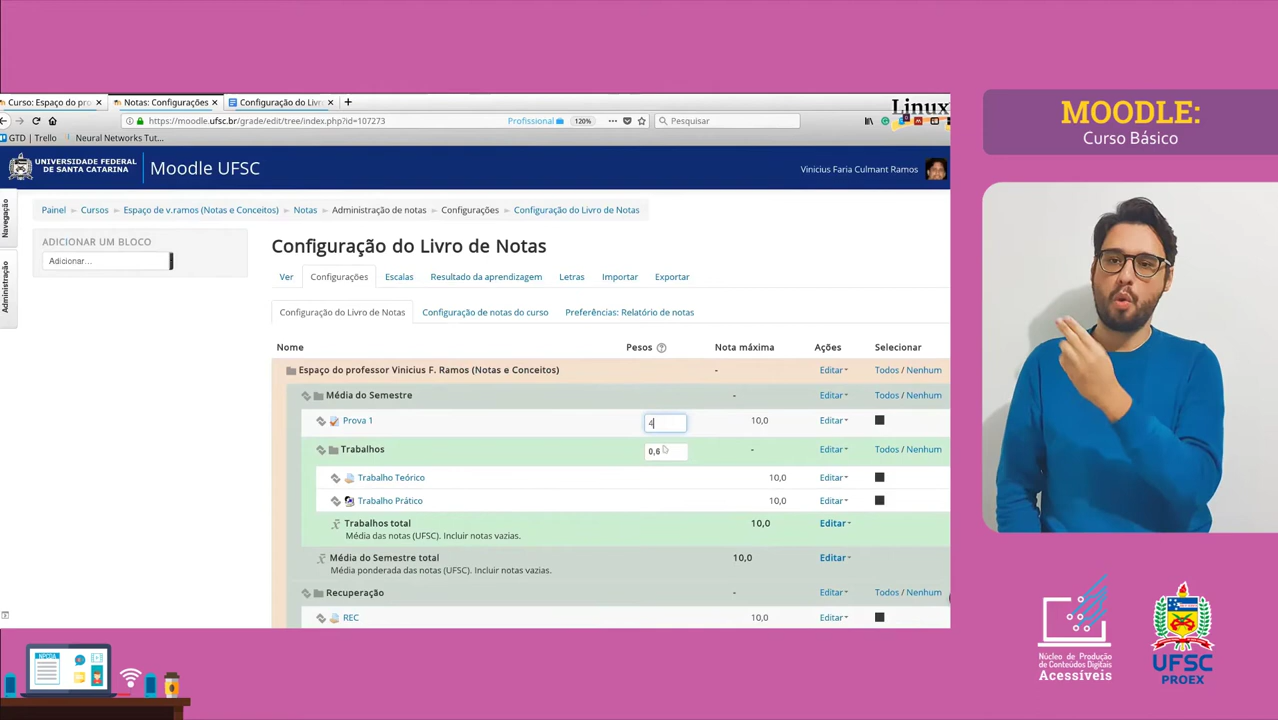 Curso: Espaço do pro
Notas: Configurações
Configuração do Livr
Linux
https://moodle.ufsc.br/grade/edit/tree/index.php?id=107273
Profissional
120%
Pesquisar
GTD | Trello
Neural Networks Tut...
UNIVERSIDADE FEDERAL
DE SANTA CATARINA
Moodle UFSC
Vinicius Faria Culmant Ramos
Navegação
Administração
Painel
Cursos
Espaço de v.ramos (Notas e Conceitos)
Notas
Administração de notas
Configurações
Configuração do Livro de Notas
ADICIONAR UM BLOCO
Adicionar...
Configuração do Livro de Notas
Ver
Configurações
Escalas
Resultado da aprendizagem
Letras
Importar
Exportar
Configuração do Livro de Notas
Configuração de notas do curso
Preferências: Relatório de notas
Nome Pesos Nota máxima Ações Selecionar
Espaço do professor Vinicius F. Ramos (Notas e Conceitos) - Editar Todos / Nenhum
Média do Semestre - Editar Todos / Nenhum
Prova 1 4 10,0 Editar
Trabalhos 0,6 - Editar Todos / Nenhum
Trabalho Teórico 10,0 Editar
Trabalho Prático 10,0 Editar
Trabalhos total 10,0 Editar
Média das notas (UFSC). Incluir notas vazias.
Média do Semestre total 10,0 Editar
Média ponderada das notas (UFSC). Incluir notas vazias.
Recuperação - Editar Todos / Nenhum
REC 10,0 Editar
MOODLE:
Curso Básico
NPCDA
Núcleo de Produção
de Conteúdos Digitais
Acessíveis
UFSC
PROEX